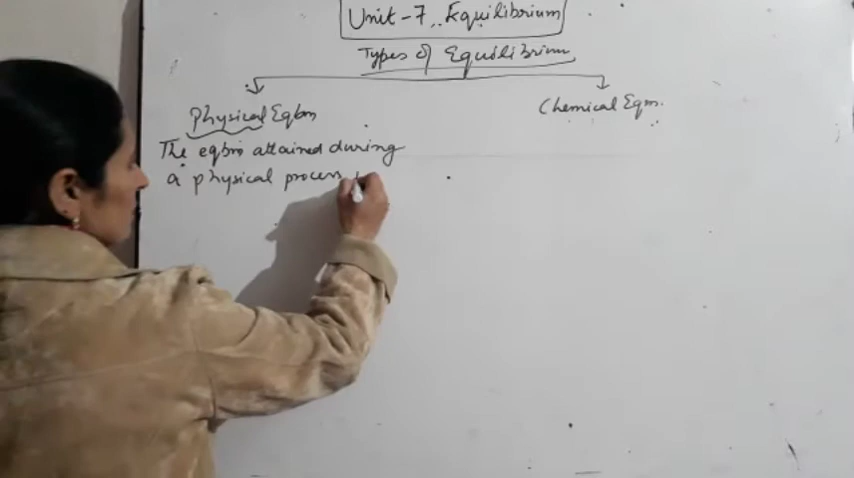 Unit-7, Equilibrium
Types of Equilibrium
Physical Eqbm
Chemical Eqm.
The eqbm attained during
a physical process